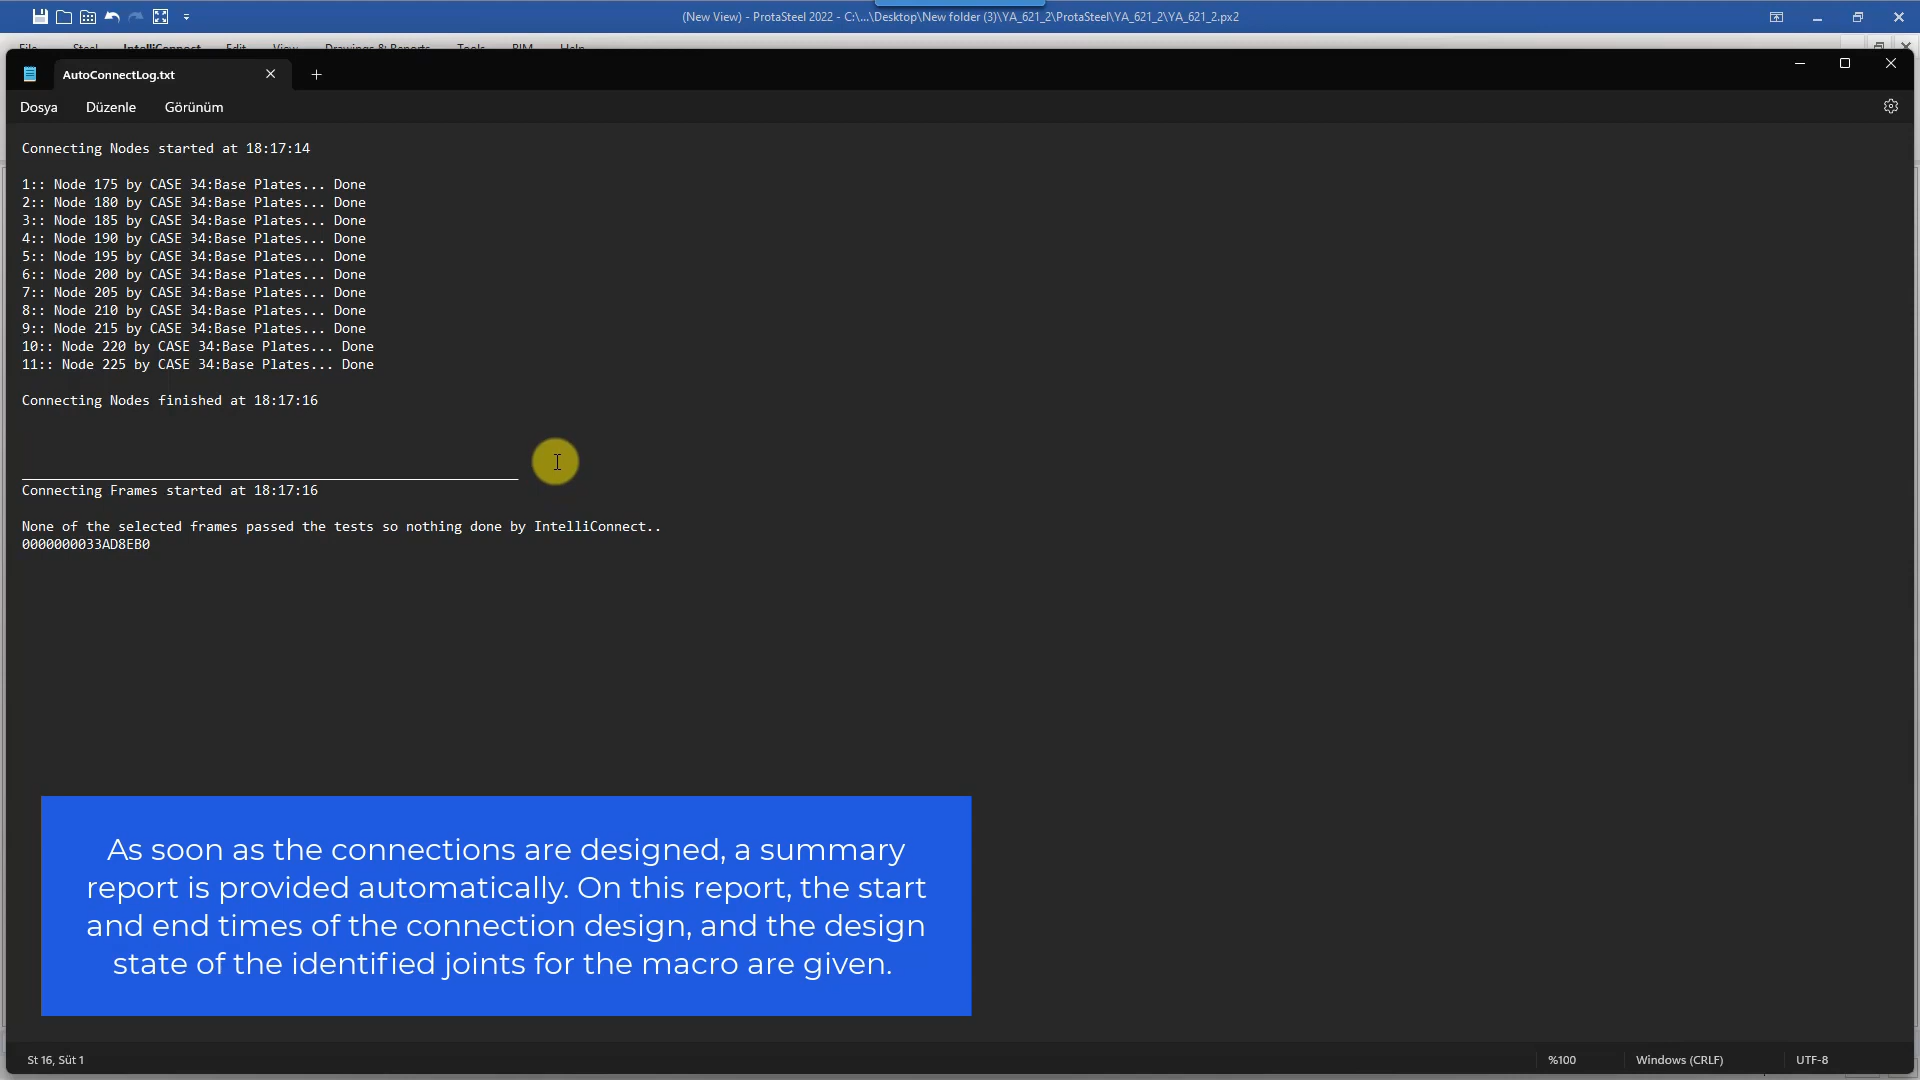 (New View) - ProtaSteel 2022 - C:\...\Desktop\New folder (3)\YA_621_2\ProtaSteel\YA_621_2\YA_621_2.px2
File Steel IntelliConnect Edit View Drawings & Reports Tools BIM Help
AutoConnectLog.txt
Dosya Düzenle Görünüm
Connecting Nodes started at 18:17:14
1:: Node 175 by CASE 34:Base Plates... Done
2:: Node 180 by CASE 34:Base Plates... Done
3:: Node 185 by CASE 34:Base Plates... Done
4:: Node 190 by CASE 34:Base Plates... Done
5:: Node 195 by CASE 34:Base Plates... Done
6:: Node 200 by CASE 34:Base Plates... Done
7:: Node 205 by CASE 34:Base Plates... Done
8:: Node 210 by CASE 34:Base Plates... Done
9:: Node 215 by CASE 34:Base Plates... Done
10:: Node 220 by CASE 34:Base Plates... Done
11:: Node 225 by CASE 34:Base Plates... Done
Connecting Nodes finished at 18:17:16
Connecting Frames started at 18:17:16
None of the selected frames passed the tests so nothing done by IntelliConnect..
0000000033AD8EB0
As soon as the connections are designed, a summary
report is provided automatically. On this report, the start
and end times of the connection design, and the design
state of the identified joints for the macro are given.
St 16, Süt 1
%100
Windows (CRLF)
UTF-8